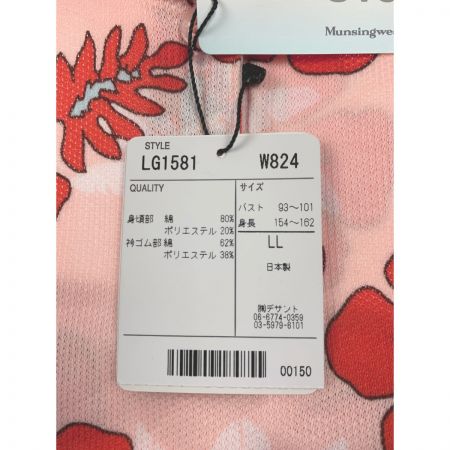 Munsingwe
STYLE
LG1581 W824
QUALITY
サイズ
身頃部 綿 80%
ポリエステル 20%
衿ゴム部 綿 62%
ポリエステル 38%
バスト 93〜101
身長 154〜162
LL
日本製
㈱デサント
06-6774-0359
03-5979-6101
00150